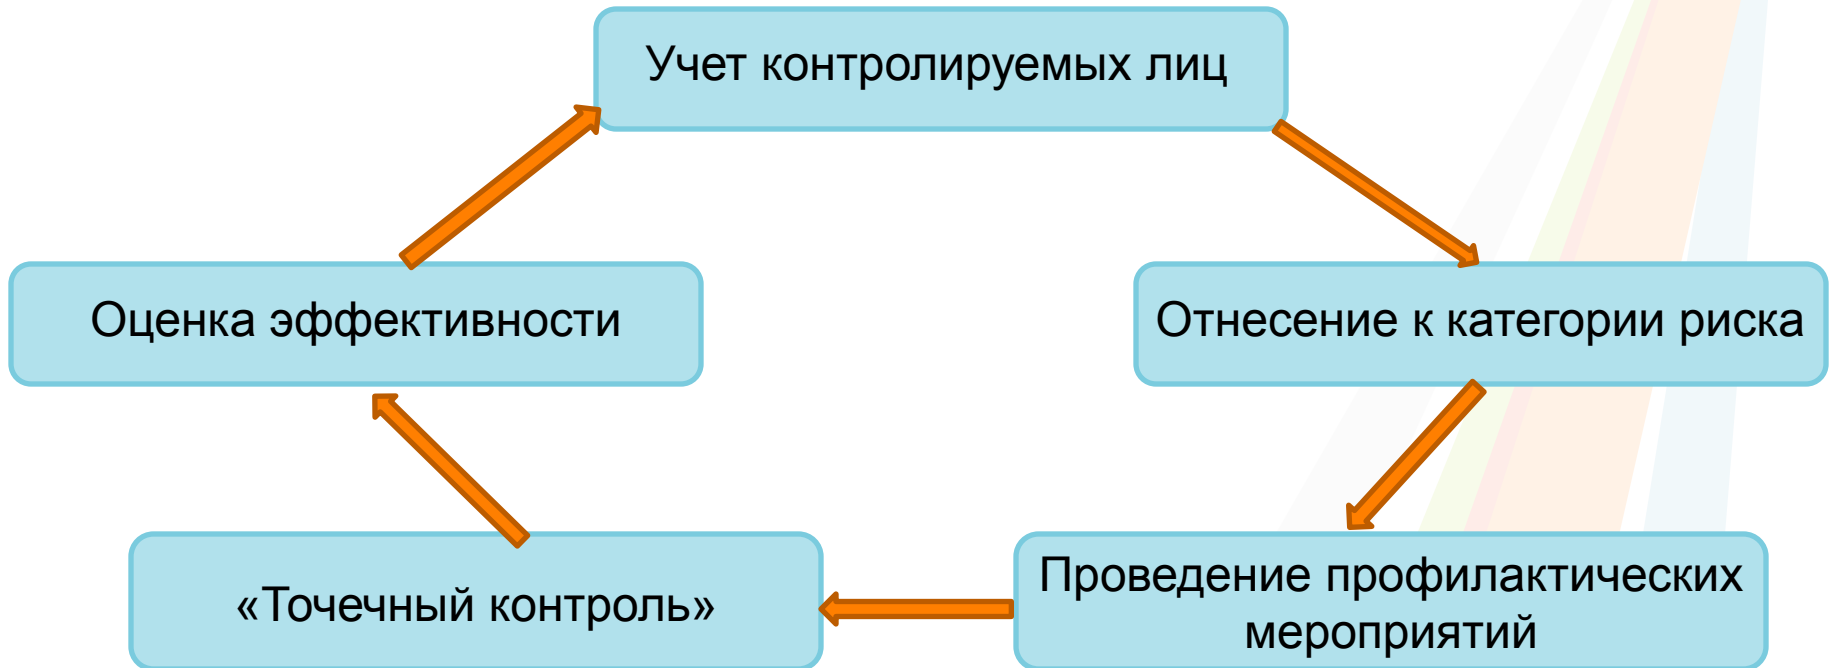 Учет контролируемых лиц
Оценка эффективности
Отнесение к категории риска
«Точечный контроль»
Проведение профилактических
мероприятий